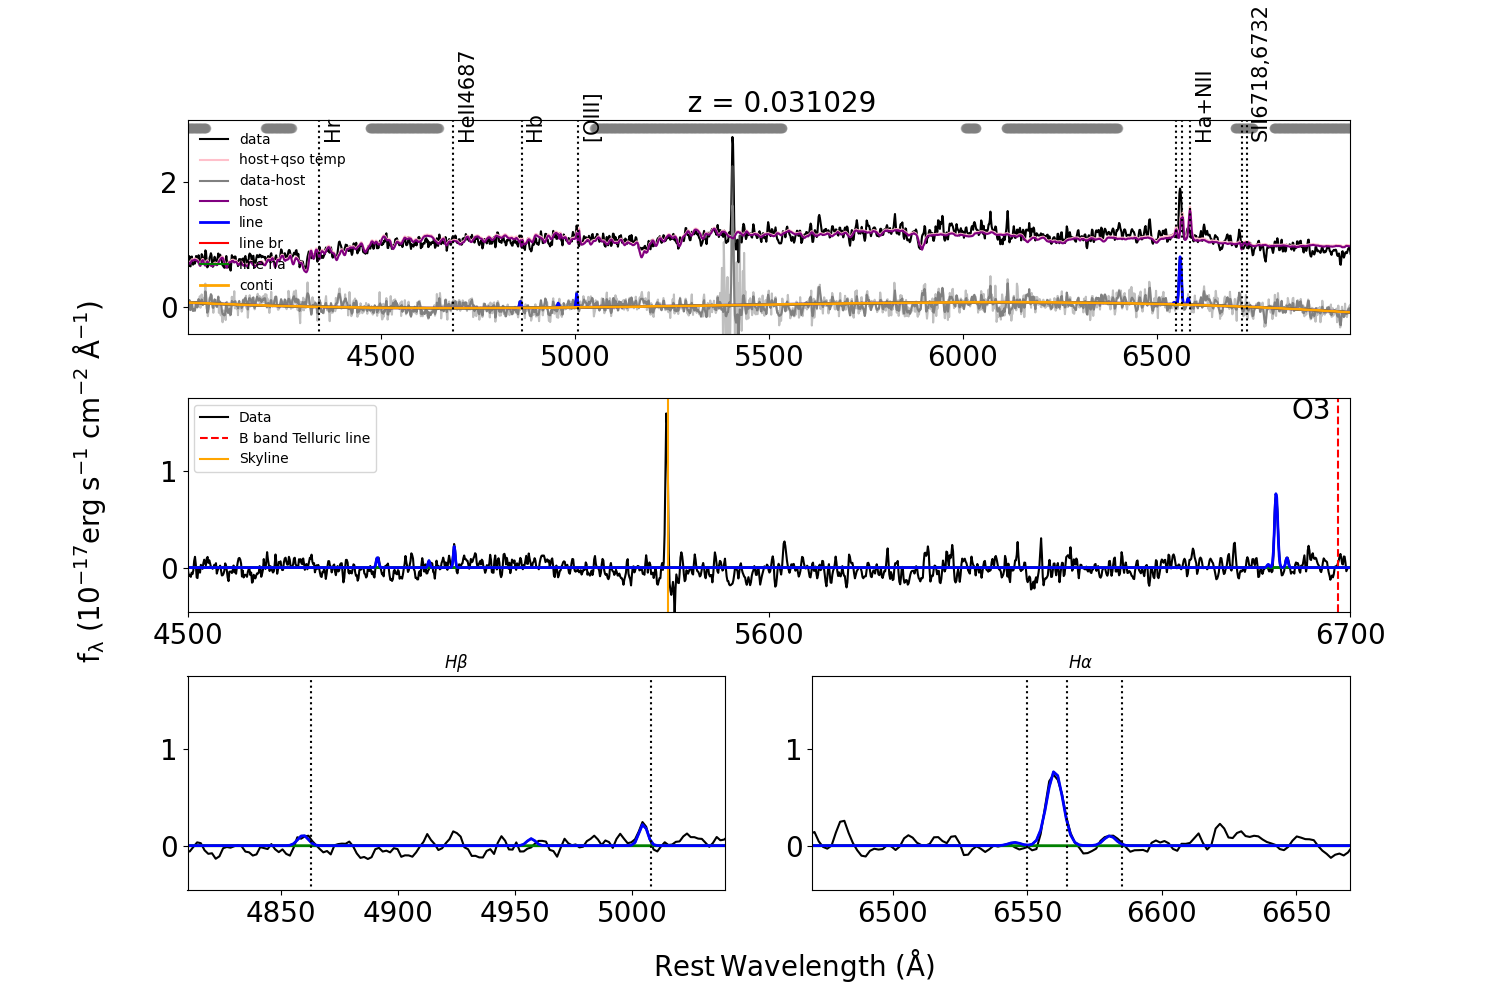 z = 0.031029
Hr
HeII4687
Hb
[OIII]
Ha+NII
SII6718,6732
data
host+qso temp
data-host
host
line
line br
line na
conti
2
0
4500 5000 5500 6000 6500
fλ (10⁻¹⁷erg s⁻¹ cm⁻² Å⁻¹)
O3
Data
B band Telluric line
Skyline
1
0
4500 5600 6700
Hβ
1
0
4850 4900 4950 5000
Hα
1
0
6500 6550 6600 6650
Rest Wavelength (Å)